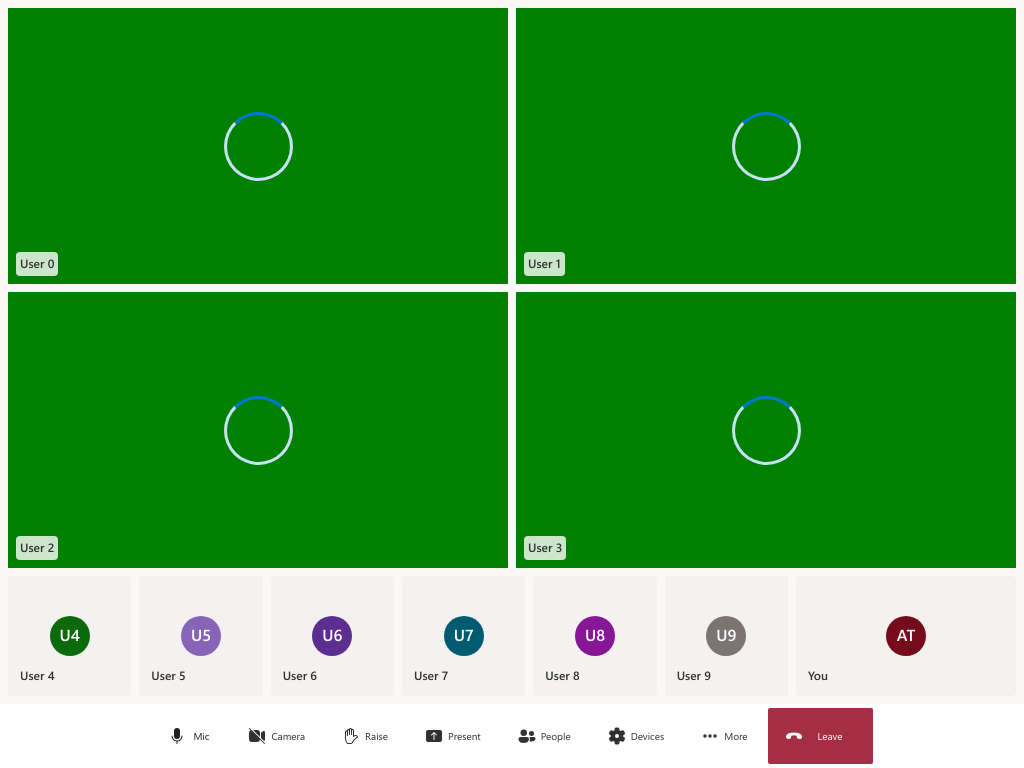 User 0
User 1
User 2
User 3
U4
U5
U6
U7
U8
U9
AT
User 4
User 5
User 6
User 7
User 8
User 9
You
Mic
Camera
Raise
Present
People
Devices
More
Leave